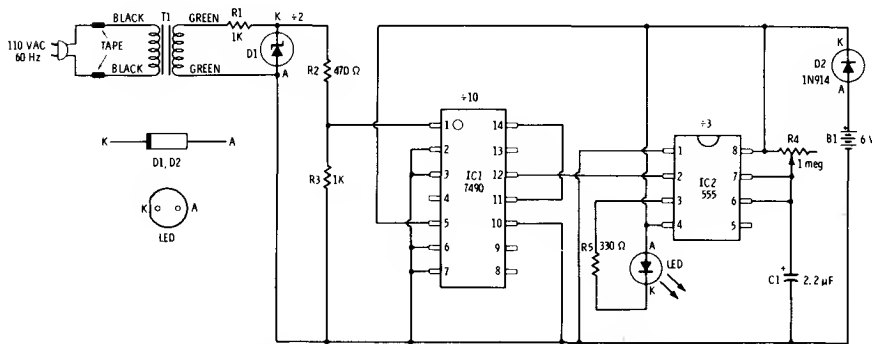 110 VAC
60 Hz
BLACK
TAPE
BLACK
T1
GREEN
GREEN
R1
1K
K ÷2
D1
A
R2 470 Ω
R3 1K
K A
D1, D2
K A
LED
÷10
1
2
3
4
5
6
7
14
13
12
11
10
9
8
IC1
7490
÷3
1
2
3
4
8
7
6
5
IC2
555
R4
1 meg
R5 330 Ω
A
LED
K
C1 + 2.2 μF
K
D2
1N914
A
B1 + 6 V